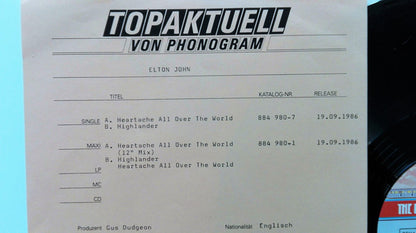 TOPAKTUELL
VON PHONOGRAM
ELTON JOHN
TITEL KATALOG-NR. RELEASE
SINGLE A. Heartache All Over The World 884 980-7 19.09.1986
B. Highlander
MAXI A. Heartache All Over The World 884 980-1 19.09.1986
(12" Mix)
B. Highlander
LP Heartache All Over The World
MC
CD
Produzent Gus Dudgeon Nationalität Englisch
THE